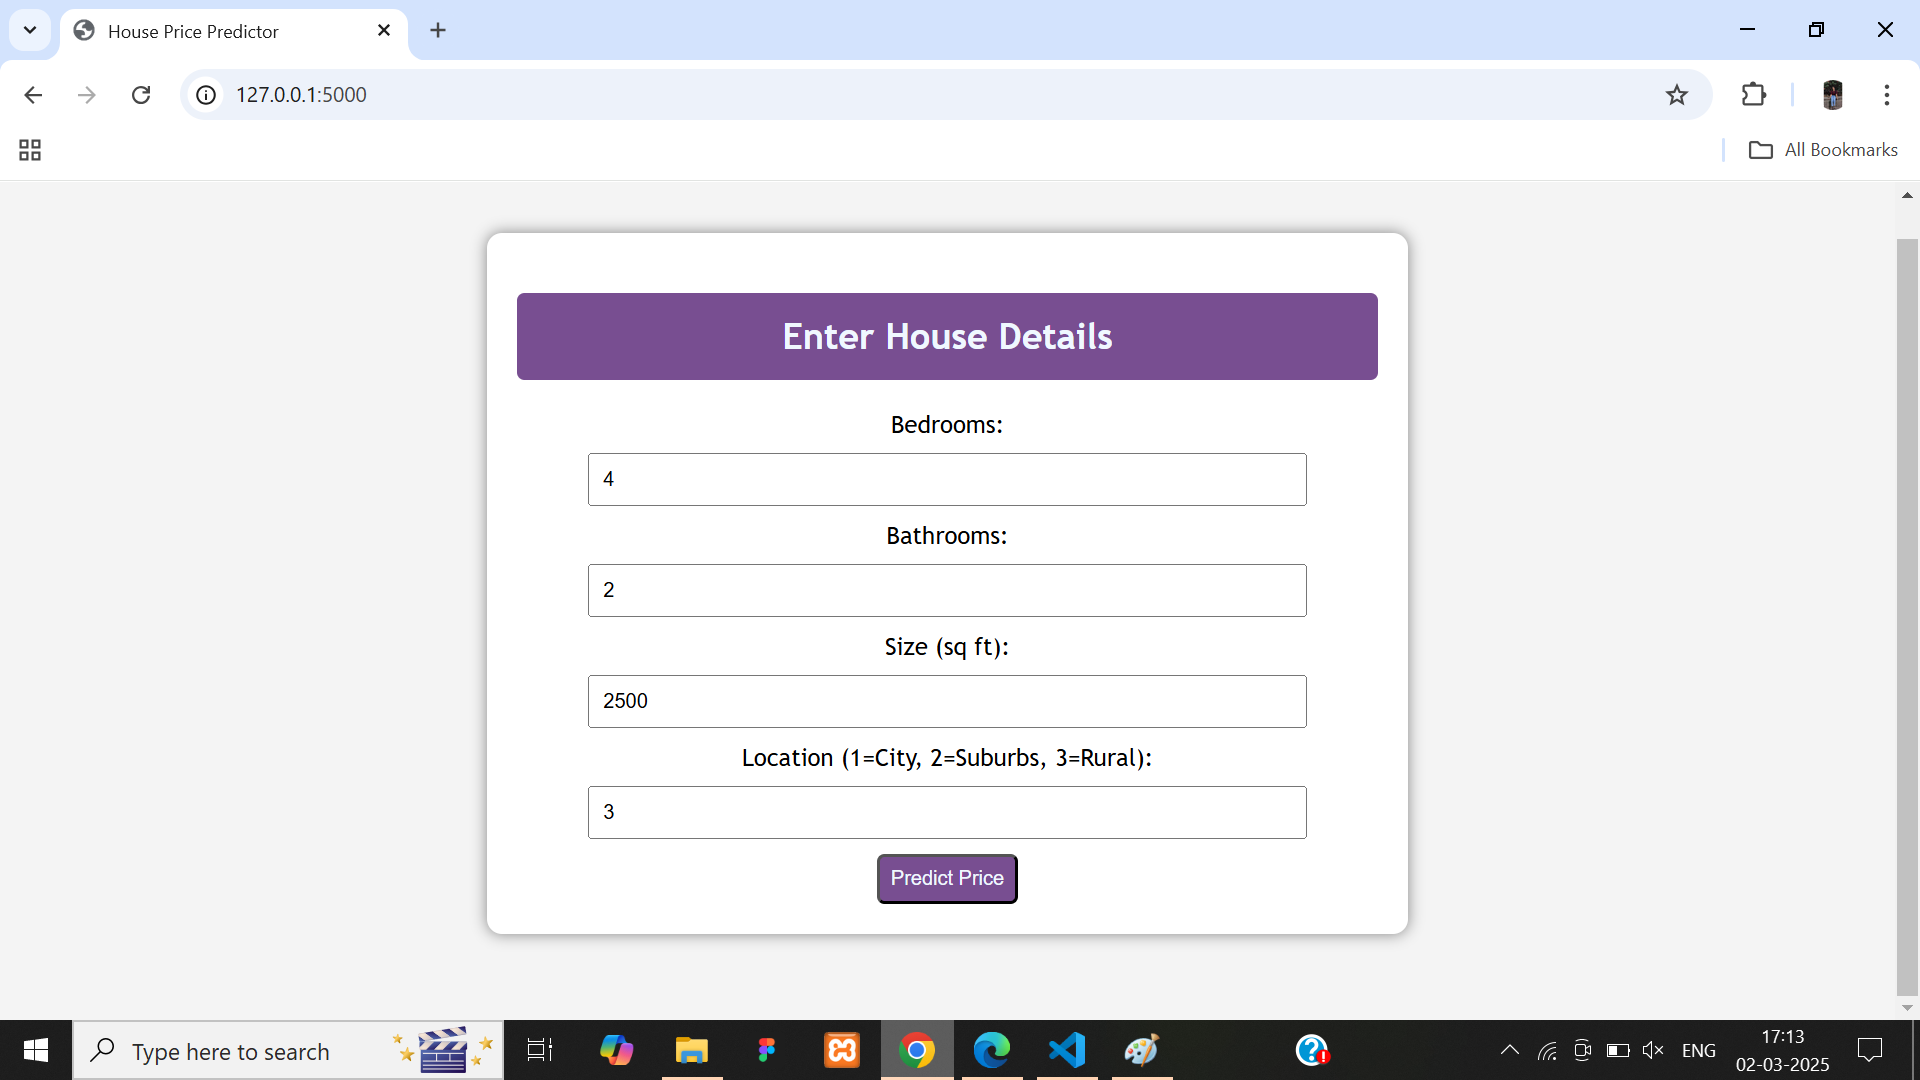 House Price Predictor
127.0.0.1:5000
All Bookmarks
Enter House Details
Bedrooms:
4
Bathrooms:
2
Size (sq ft):
2500
Location (1=City, 2=Suburbs, 3=Rural):
3
Predict Price
Type here to search
ENG
17:13
02-03-2025